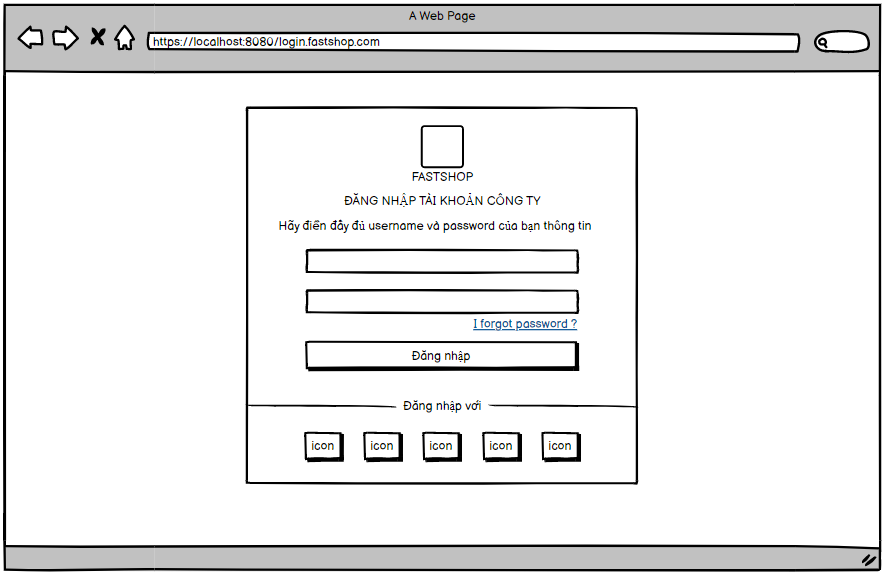 A Web Page
https://localhost:8080/login.fastshop.com
FASTSHOP
ĐĂNG NHẬP TÀI KHOẢN CÔNG TY
Hãy điền đầy đủ username và password của bạn thông tin
I forgot password ?
Đăng nhập
Đăng nhập với
icon icon icon icon icon